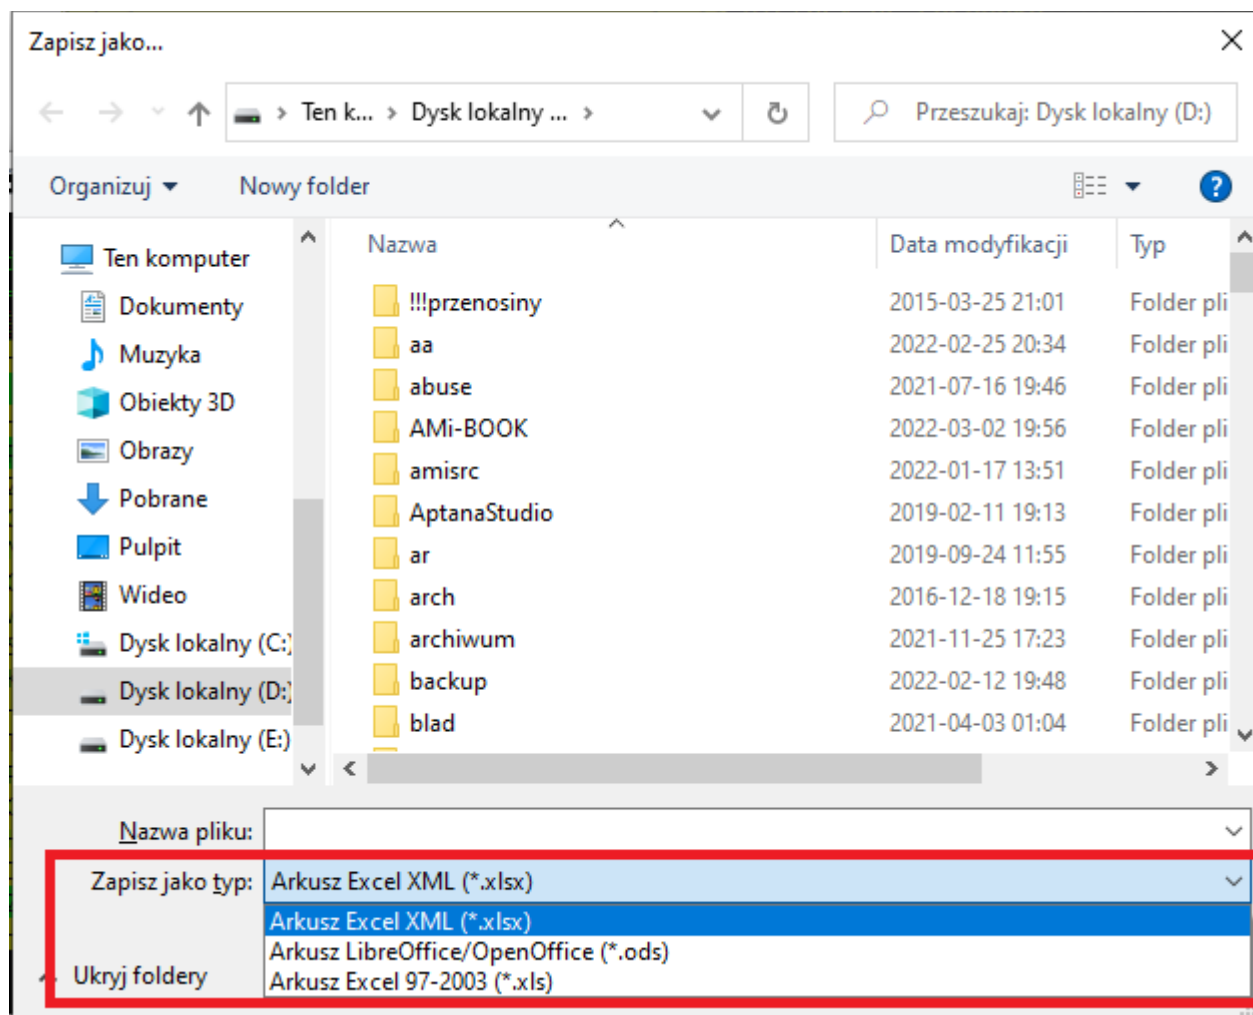 Zapisz jako...
Ten k... Dysk lokalny ... Przeszukaj: Dysk lokalny (D:)
Organizuj Nowy folder
Nazwa Data modyfikacji Typ
Ten komputer
Dokumenty
Muzyka
Obiekty 3D
Obrazy
Pobrane
Pulpit
Wideo
Dysk lokalny (C:)
Dysk lokalny (D:)
Dysk lokalny (E:)
!!!przenosiny 2015-03-25 21:01 Folder pli
aa 2022-02-25 20:34 Folder pli
abuse 2021-07-16 19:46 Folder pli
AMi-BOOK 2022-03-02 19:56 Folder pli
amisrc 2022-01-17 13:51 Folder pli
AptanaStudio 2019-02-11 19:13 Folder pli
ar 2019-09-24 11:55 Folder pli
arch 2016-12-18 19:15 Folder pli
archiwum 2021-11-25 17:23 Folder pli
backup 2022-02-12 19:48 Folder pli
blad 2021-04-03 01:04 Folder pli
Nazwa pliku:
Zapisz jako typ: Arkusz Excel XML (*.xlsx)
Arkusz Excel XML (*.xlsx)
Arkusz LibreOffice/OpenOffice (*.ods)
Arkusz Excel 97-2003 (*.xls)
Ukryj foldery